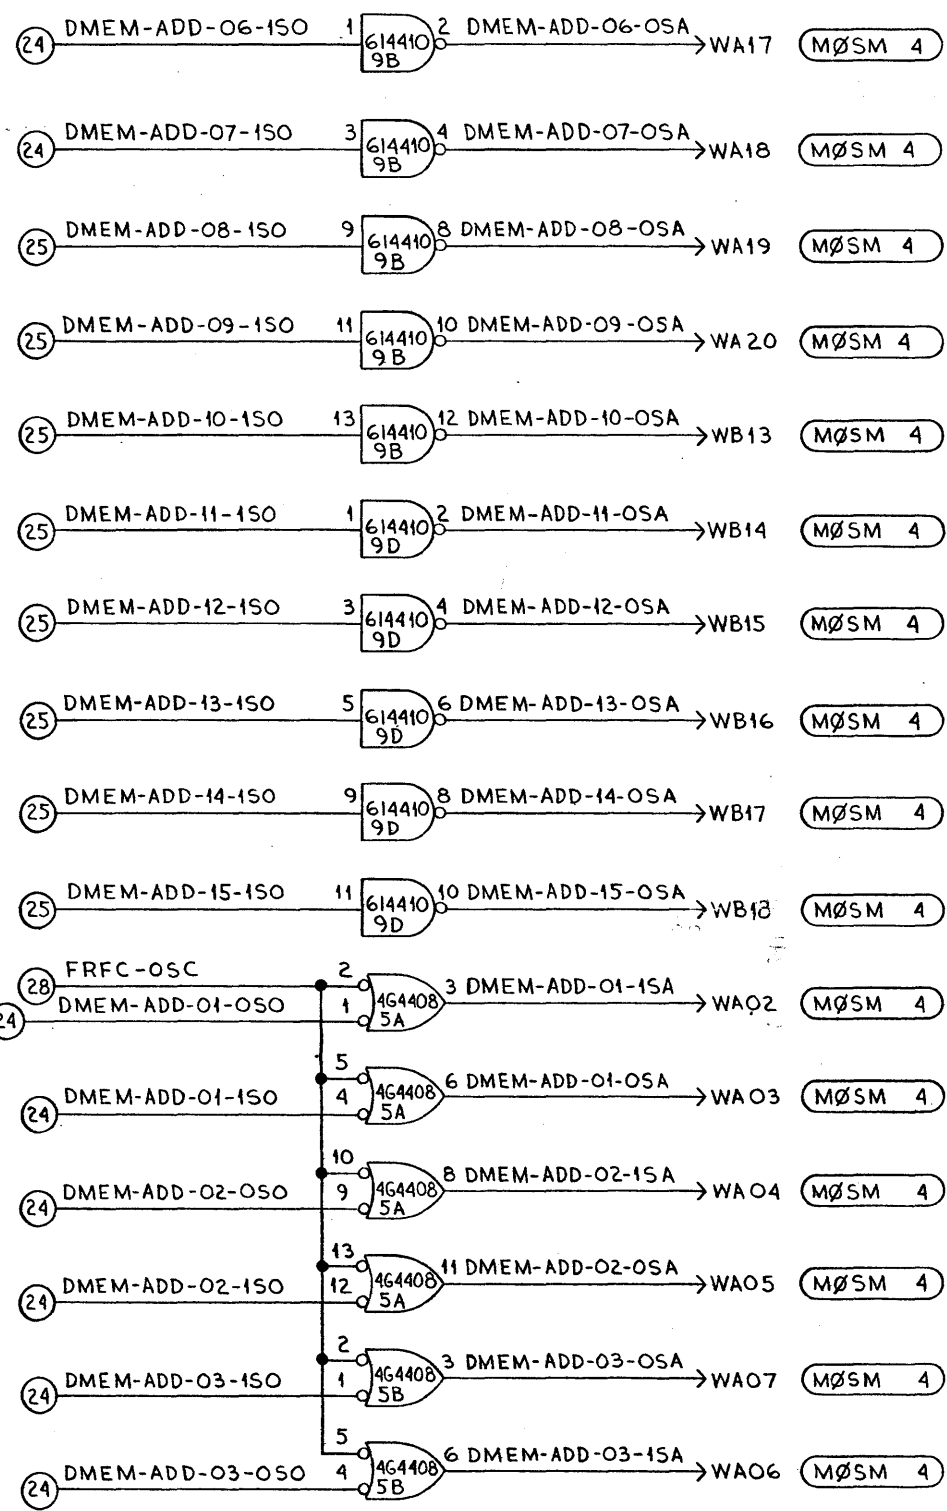 24 DMEM-ADD-06-1SO 1 614410 9B 2 DMEM-ADD-06-0SA WA17 MØSM 4
24 DMEM-ADD-07-1SO 3 614410 9B 4 DMEM-ADD-07-0SA WA18 MØSM 4
25 DMEM-ADD-08-1SO 9 614410 9B 8 DMEM-ADD-08-0SA WA19 MØSM 4
25 DMEM-ADD-09-1SO 11 614410 9B 10 DMEM-ADD-09-0SA WA20 MØSM 4
25 DMEM-ADD-10-1SO 13 614410 9B 12 DMEM-ADD-10-0SA WB13 MØSM 4
25 DMEM-ADD-11-1SO 1 614410 9D 2 DMEM-ADD-11-0SA WB14 MØSM 4
25 DMEM-ADD-12-1SO 3 614410 9D 4 DMEM-ADD-12-0SA WB15 MØSM 4
25 DMEM-ADD-13-1SO 5 614410 9D 6 DMEM-ADD-13-0SA WB16 MØSM 4
25 DMEM-ADD-14-1SO 9 614410 9D 8 DMEM-ADD-14-0SA WB17 MØSM 4
25 DMEM-ADD-15-1SO 11 614410 9D 10 DMEM-ADD-15-0SA WB18 MØSM 4
28 FRFC-0SC 2
24 DMEM-ADD-01-0SO 1 4G4408 5A 3 DMEM-ADD-01-1SA WA02 MØSM 4
5
24 DMEM-ADD-01-1SO 4 4G4408 5A 6 DMEM-ADD-01-0SA WA03 MØSM 4
10
24 DMEM-ADD-02-0SO 9 4G4408 5A 8 DMEM-ADD-02-1SA WA04 MØSM 4
13
24 DMEM-ADD-02-1SO 12 4G4408 5A 11 DMEM-ADD-02-0SA WA05 MØSM 4
2
24 DMEM-ADD-03-1SO 1 4G4408 5B 3 DMEM-ADD-03-0SA WA07 MØSM 4
5
24 DMEM-ADD-03-0SO 4 4G4408 5B 6 DMEM-ADD-03-1SA WA06 MØSM 4